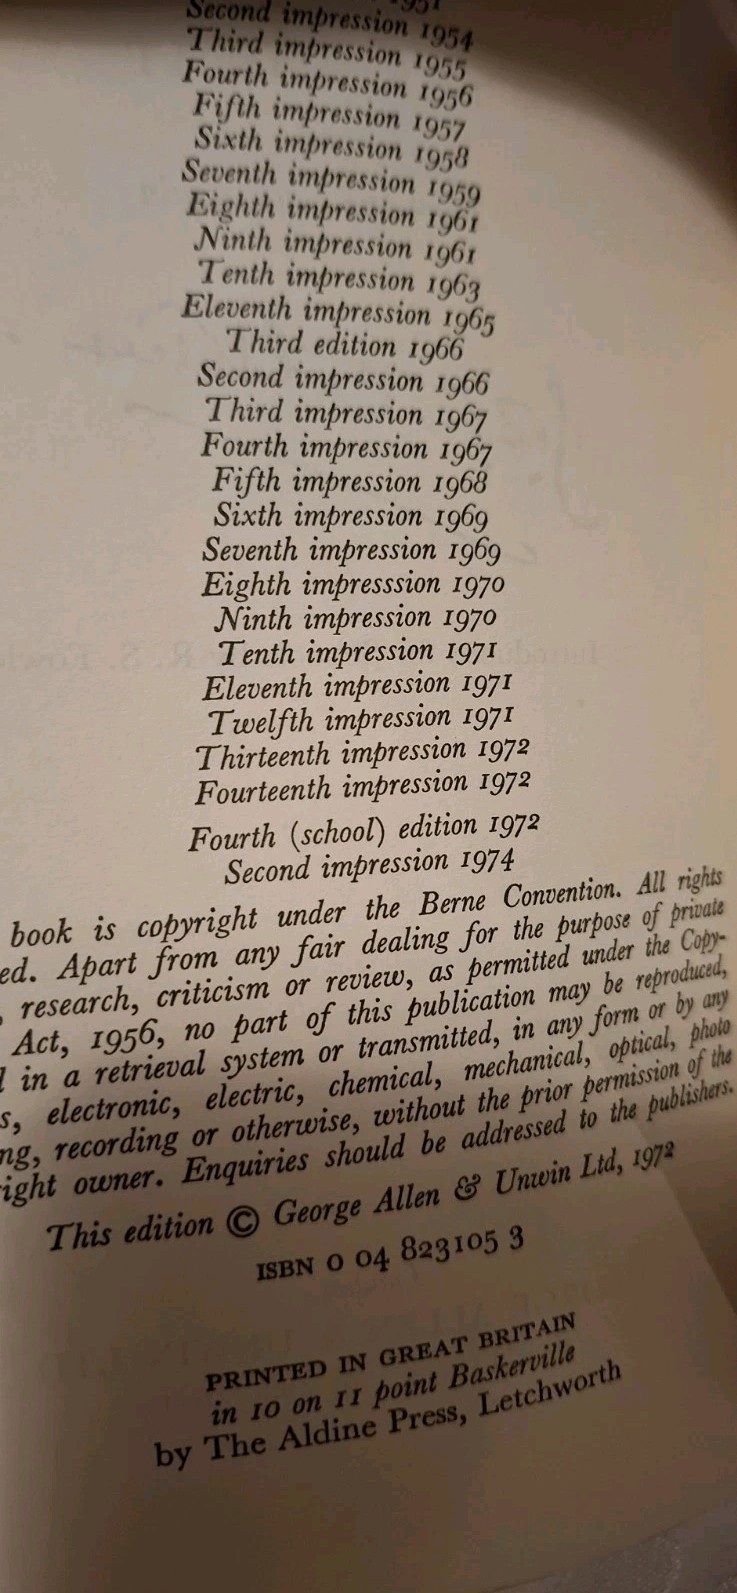 1951
Second impression 1954
Third impression 1955
Fourth impression 1956
Fifth impression 1957
Sixth impression 1958
Seventh impression 1959
Eighth impression 1961
Ninth impression 1961
Tenth impression 1963
Eleventh impression 1965
Third edition 1966
Second impression 1966
Third impression 1967
Fourth impression 1967
Fifth impression 1968
Sixth impression 1969
Seventh impression 1969
Eighth impresssion 1970
Ninth impression 1970
Tenth impression 1971
Eleventh impression 1971
Twelfth impression 1971
Thirteenth impression 1972
Fourteenth impression 1972
Fourth (school) edition 1972
Second impression 1974
book is copyright under the Berne Convention. All rights
ed. Apart from any fair dealing for the purpose of private
, research, criticism or review, as permitted under the Copy-
Act, 1956, no part of this publication may be reproduced,
in a retrieval system or transmitted, in any form or by any
s, electronic, electric, chemical, mechanical, optical, photo
ng, recording or otherwise, without the prior permission of the
ight owner. Enquiries should be addressed to the publishers.
This edition © George Allen & Unwin Ltd, 1972
ISBN 0 04 823105 3
PRINTED IN GREAT BRITAIN
in 10 on 11 point Baskerville
by The Aldine Press, Letchworth